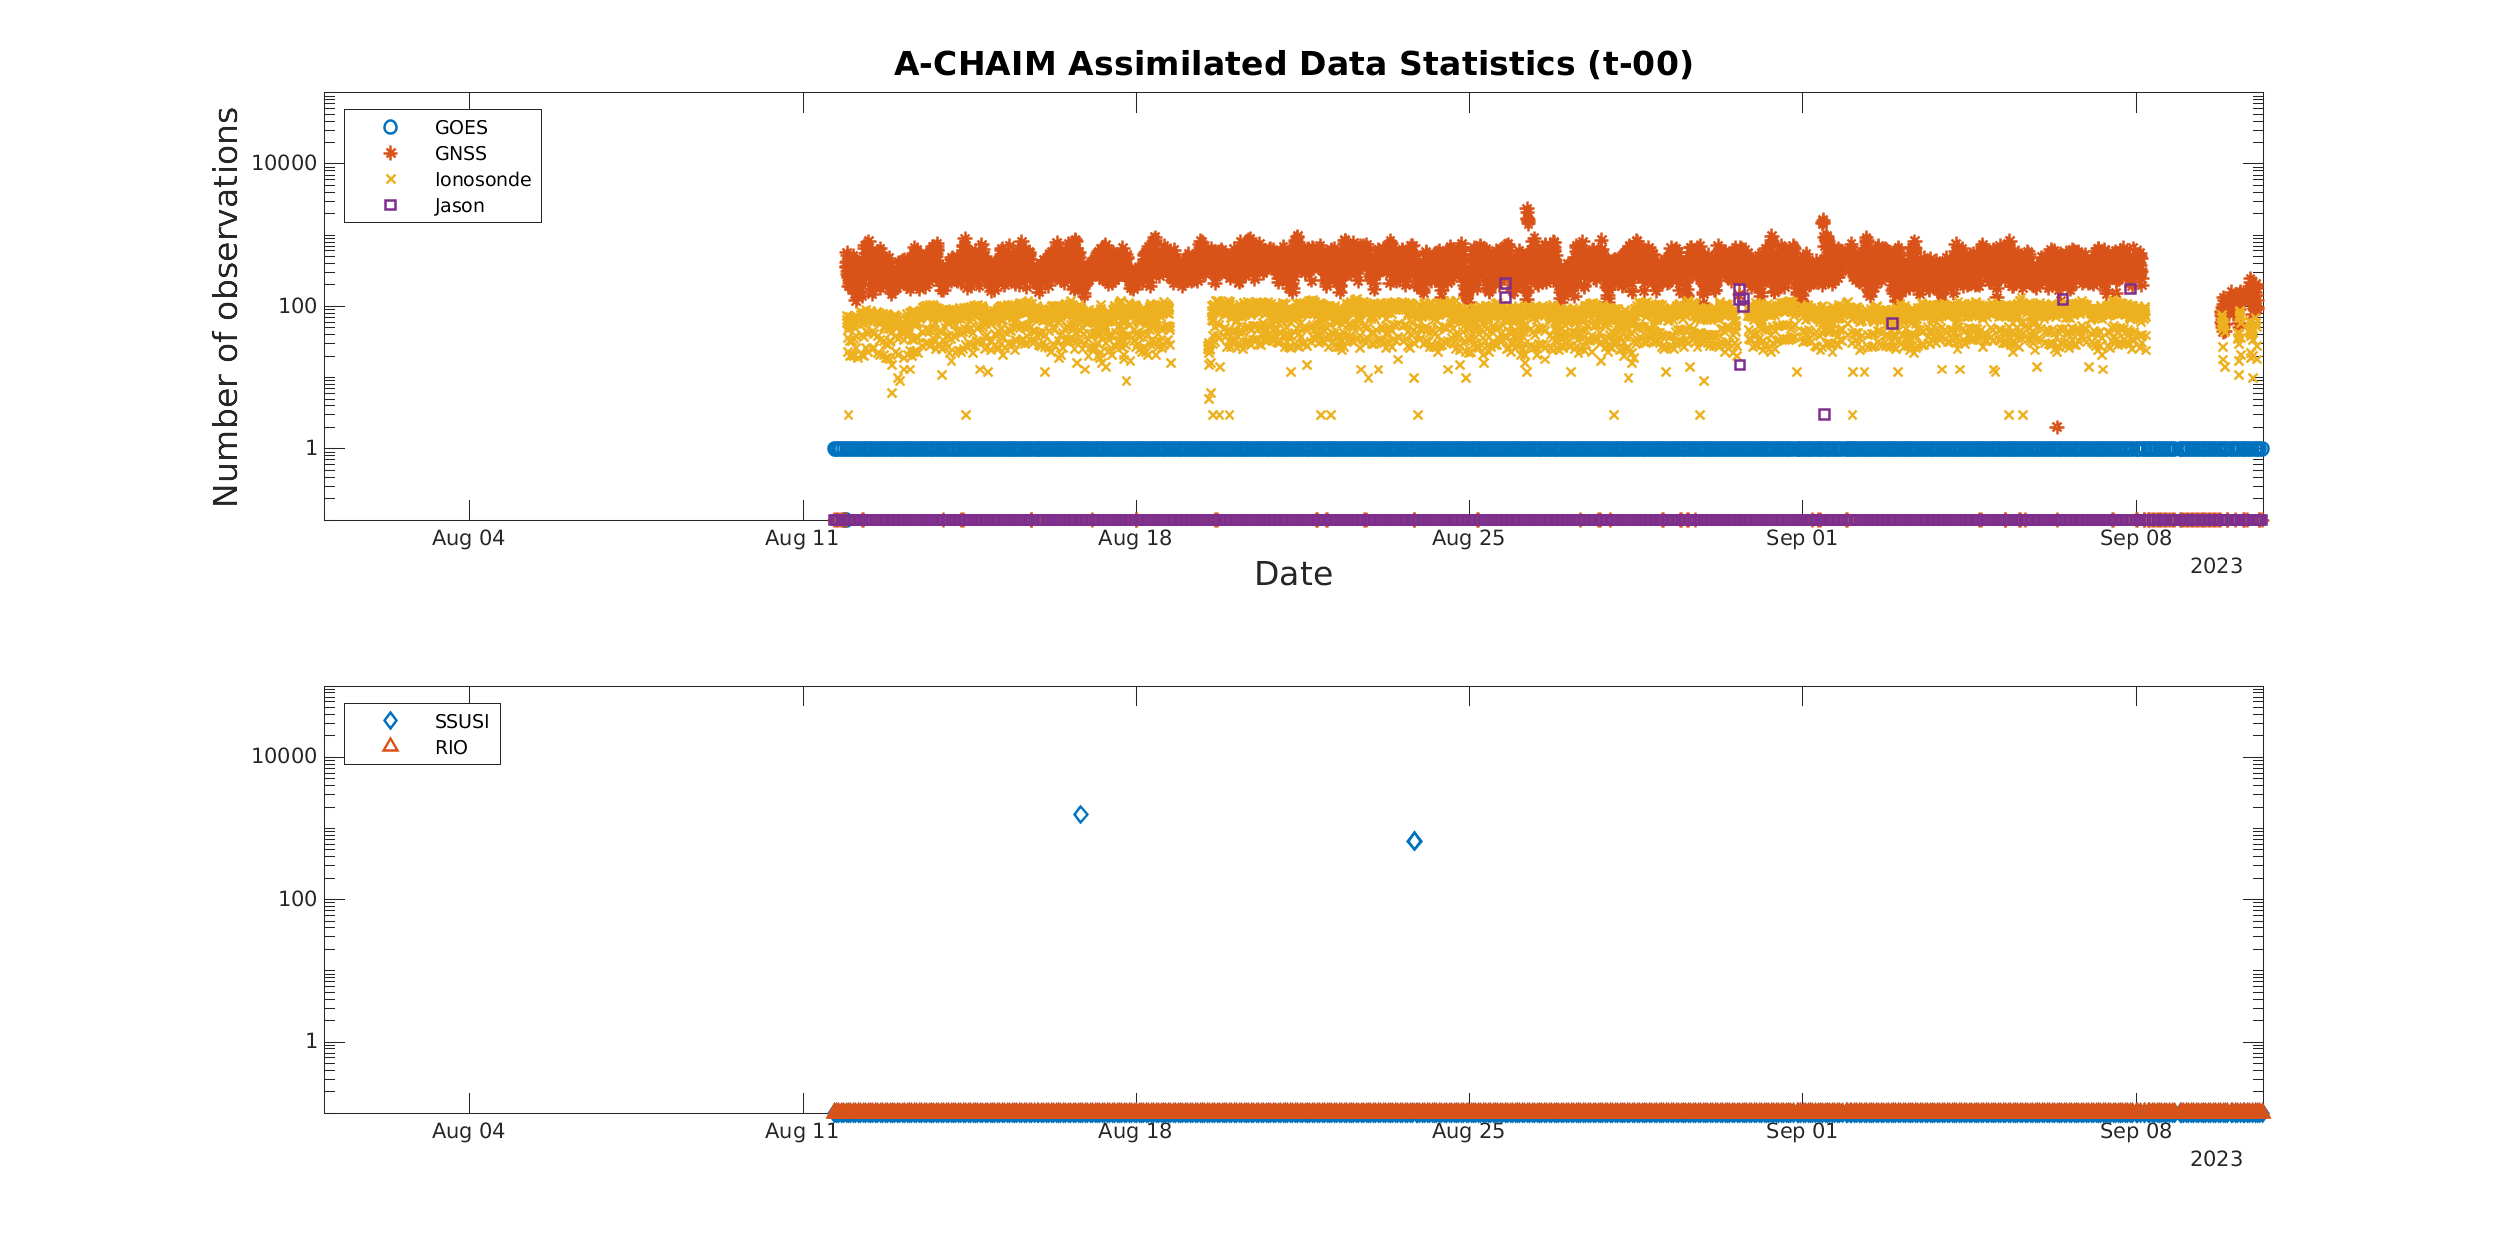 A-CHAIM Assimilated Data Statistics (t-00)
Number of observations
GOES
GNSS
Ionosonde
Jason
10000
100
1
Aug 04
Aug 11
Aug 18
Aug 25
Sep 01
Sep 08
2023
Date
SSUSI
RIO
10000
100
1
Aug 04
Aug 11
Aug 18
Aug 25
Sep 01
Sep 08
2023